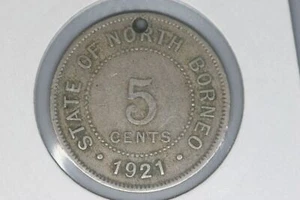 STATE OF NORTH BORNEO
5
CENTS
· 1921 ·